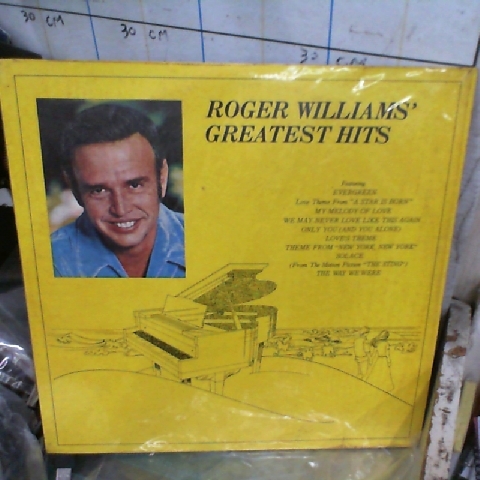 30 CM
30 CM
30 CM
ROGER WILLIAMS'
GREATEST HITS
Featuring
EVERGREEN
Love Theme From "A STAR IS BORN"
MY MELODY OF LOVE
WE MAY NEVER LOVE LIKE THIS AGAIN
ONLY YOU (AND YOU ALONE)
LOVE'S THEME
THEME FROM "NEW YORK, NEW YORK"
SOLACE
(From The Motion Picture "THE STING")
THE WAY WE WERE